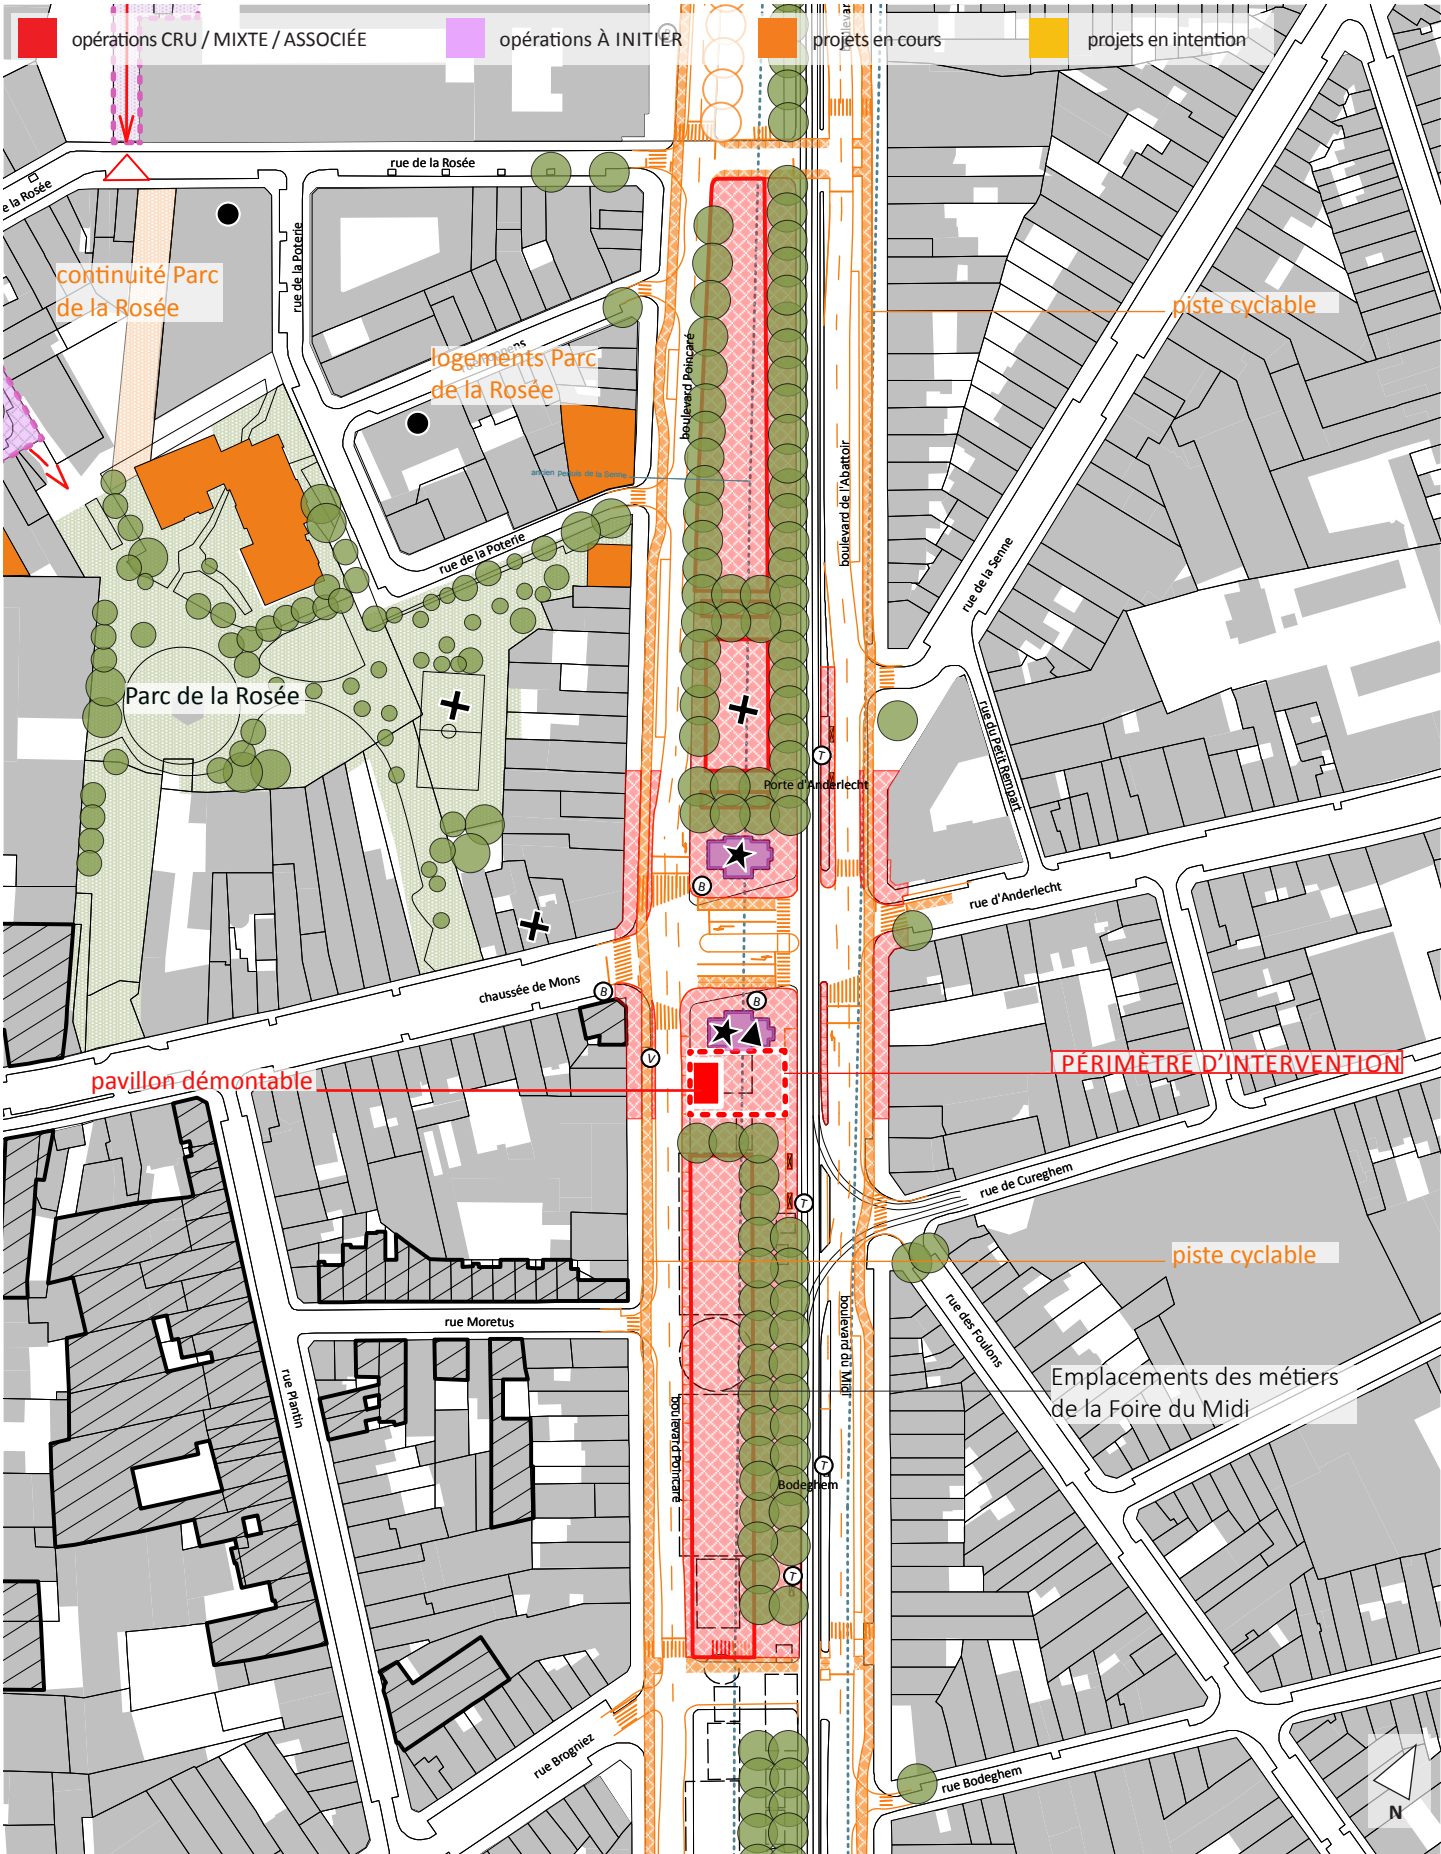 opérations CRU / MIXTE / ASSOCIÉE
opérations À INITIER
projets en cours
projets en intention
rue de la Rosée
e la Rosée
rue de la Poterie
continuité Parc
de la Rosée
piste cyclable
logements Parc
de la Rosée
boulevard Poincaré
ancien Pertuis de la Senne
boulevard de l'Abattoir
rue de la Poterie
rue de la Senne
Parc de la Rosée
rue du Petit Rempart
T
Porte d'Anderlecht
B
rue d'Anderlecht
chaussée de Mons
B
B
V
PÉRIMÈTRE D'INTERVENTION
pavillon démontable
rue de Cureghem
T
piste cyclable
rue Moretus
boulevard du Midi
rue des Foulons
rue Plantin
Emplacements des métiers
de la Foire du Midi
boulevard Poincaré
T
Bodeghem
T
rue Brogniez
rue Bodeghem
N